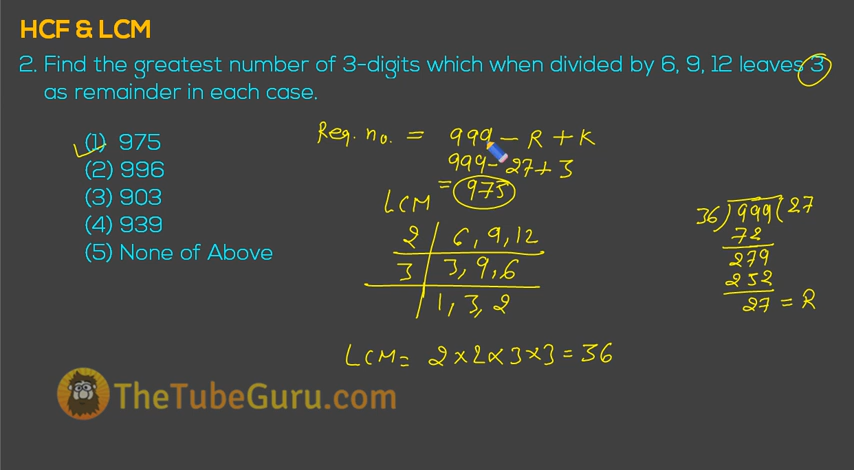 HCF & LCM
2. Find the greatest number of 3-digits which when divided by 6, 9, 12 leaves 3
as remainder in each case.
(1) 975
(2) 996
(3) 903
(4) 939
(5) None of Above
Req. no. = 999 - R + K
999 - 27 + 3
= 975
LCM
2 | 6, 9, 12
3 | 3, 9, 6
| 1, 3, 2
LCM = 2 × 2 × 3 × 3 = 36
36 ) 999 ( 27
72
279
252
27 = R
TheTubeGuru.com